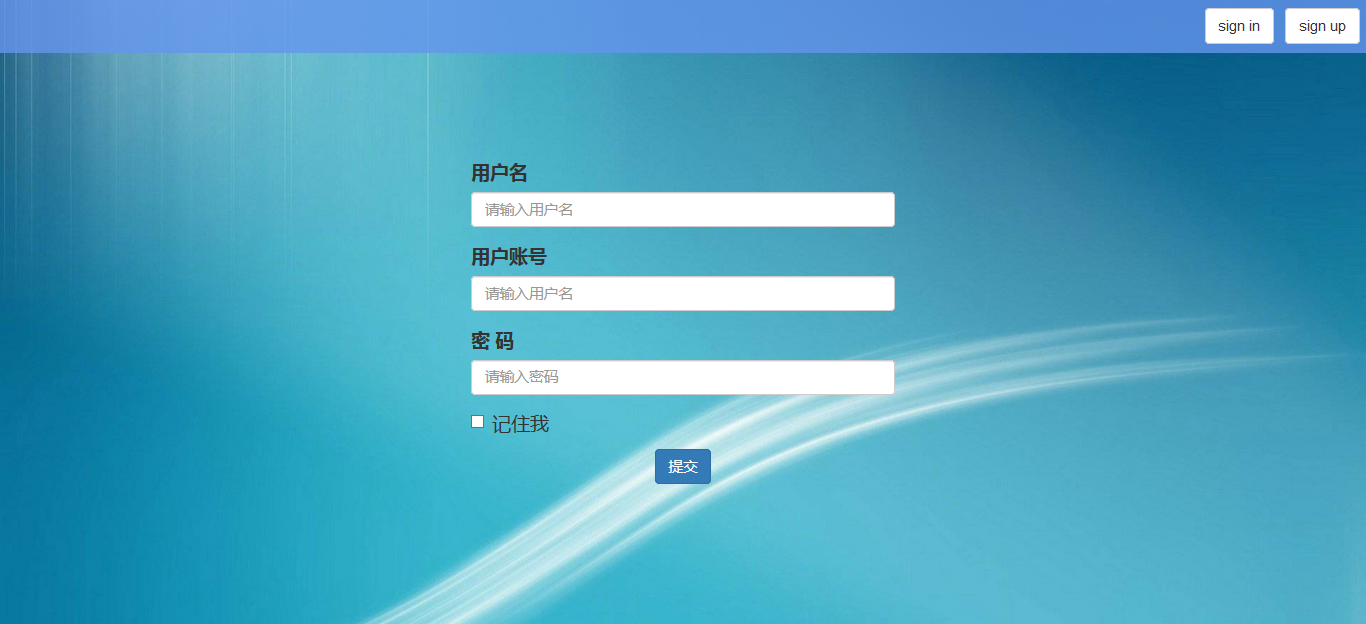 sign in
sign up
用户名
请输入用户名
用户账号
请输入用户名
密 码
请输入密码
记住我
提交